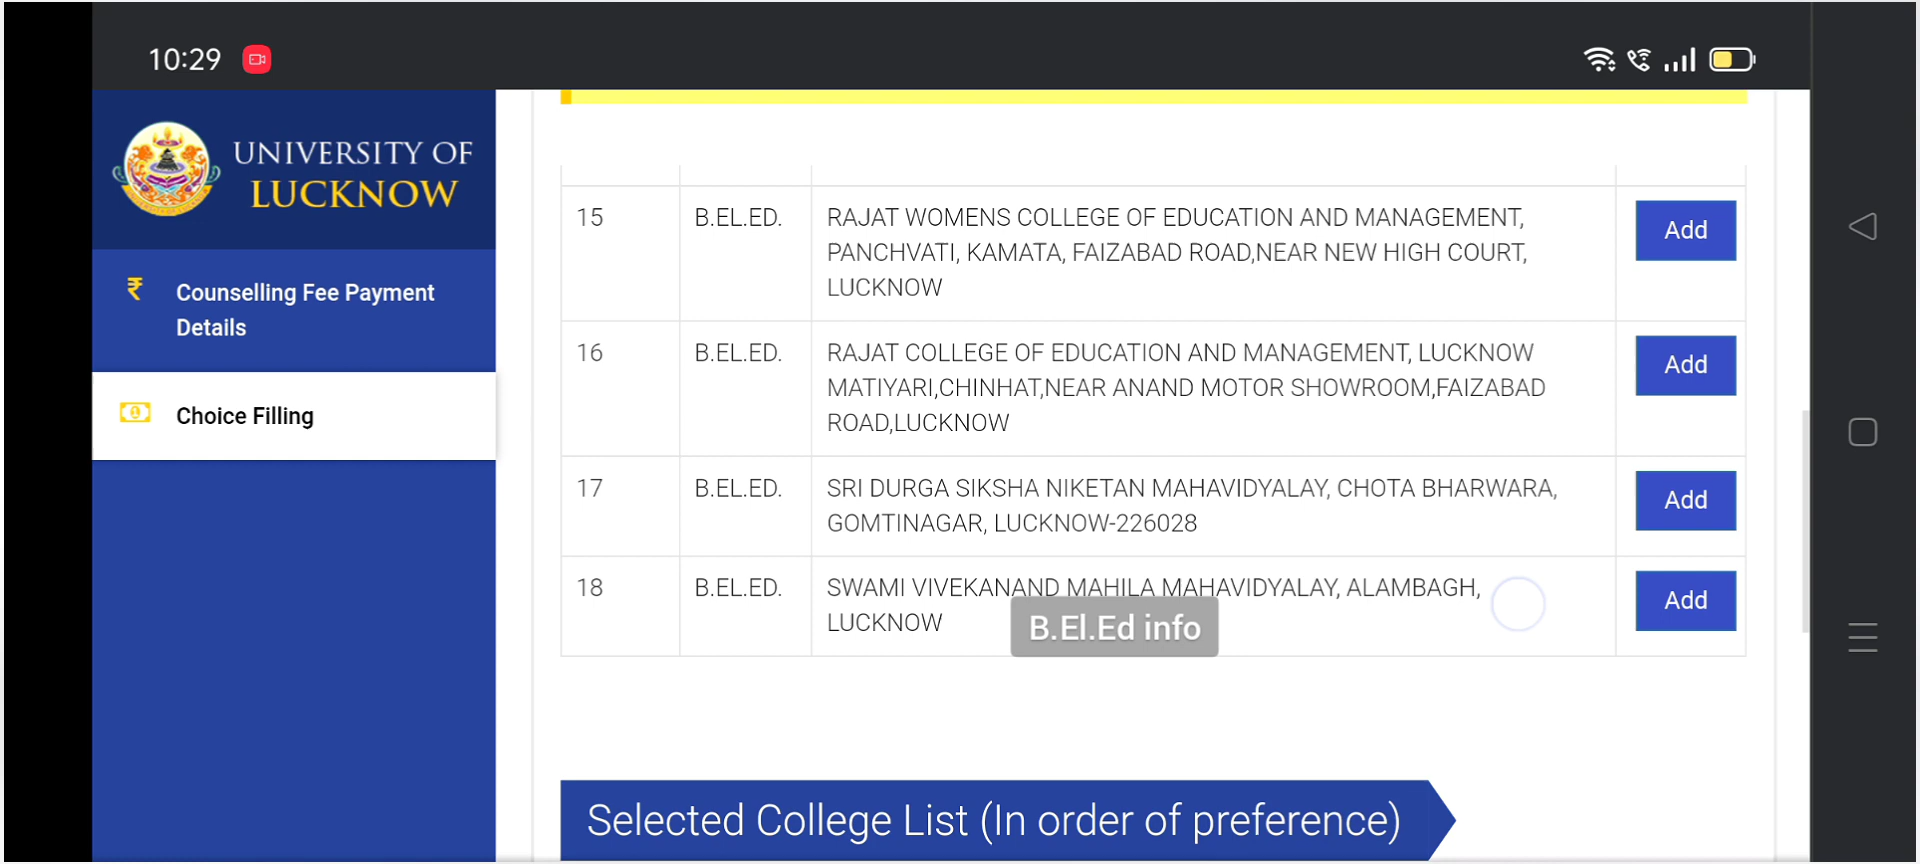 10:29
UNIVERSITY OF
LUCKNOW
₹ Counselling Fee Payment
Details
Choice Filling
15 B.EL.ED. RAJAT WOMENS COLLEGE OF EDUCATION AND MANAGEMENT, Add
PANCHVATI, KAMATA, FAIZABAD ROAD,NEAR NEW HIGH COURT,
LUCKNOW
16 B.EL.ED. RAJAT COLLEGE OF EDUCATION AND MANAGEMENT, LUCKNOW Add
MATIYARI,CHINHAT,NEAR ANAND MOTOR SHOWROOM,FAIZABAD
ROAD,LUCKNOW
17 B.EL.ED. SRI DURGA SIKSHA NIKETAN MAHAVIDYALAY, CHOTA BHARWARA, Add
GOMTINAGAR, LUCKNOW-226028
18 B.EL.ED. SWAMI VIVEKANAND MAHILA MAHAVIDYALAY, ALAMBAGH, Add
LUCKNOW
B.El.Ed info
Selected College List (In order of preference)